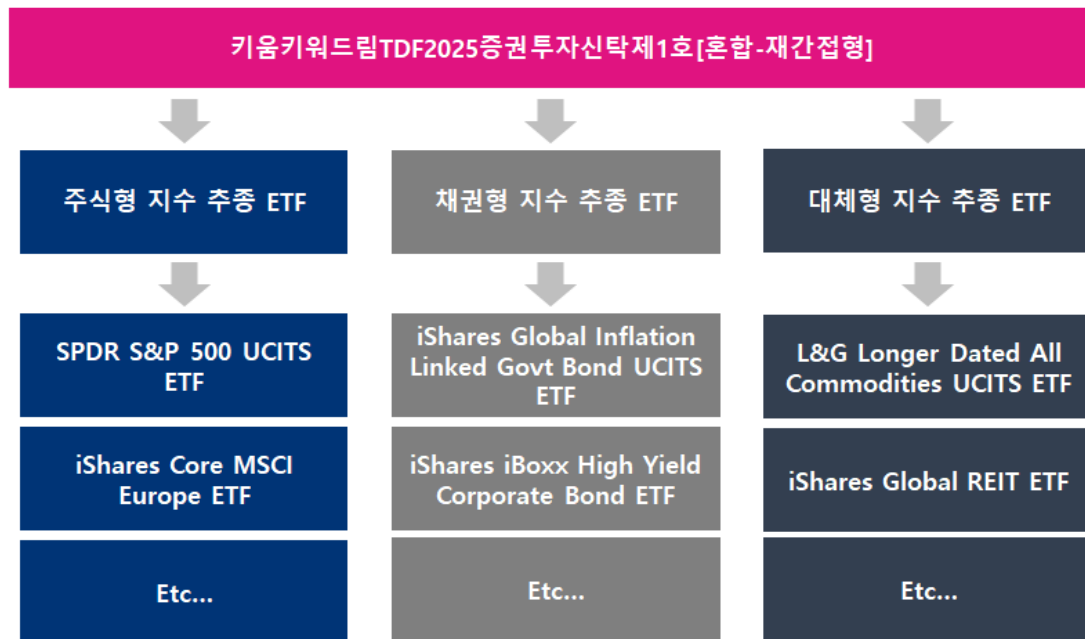 키움키워드림TDF2025증권투자신탁제1호[혼합-재간접형]
주식형 지수 추종 ETF
채권형 지수 추종 ETF
대체형 지수 추종 ETF
SPDR S&P 500 UCITS
ETF
iShares Global Inflation
Linked Govt Bond UCITS
ETF
L&G Longer Dated All
Commodities UCITS ETF
iShares Core MSCI
Europe ETF
iShares iBoxx High Yield
Corporate Bond ETF
iShares Global REIT ETF
Etc...
Etc...
Etc...